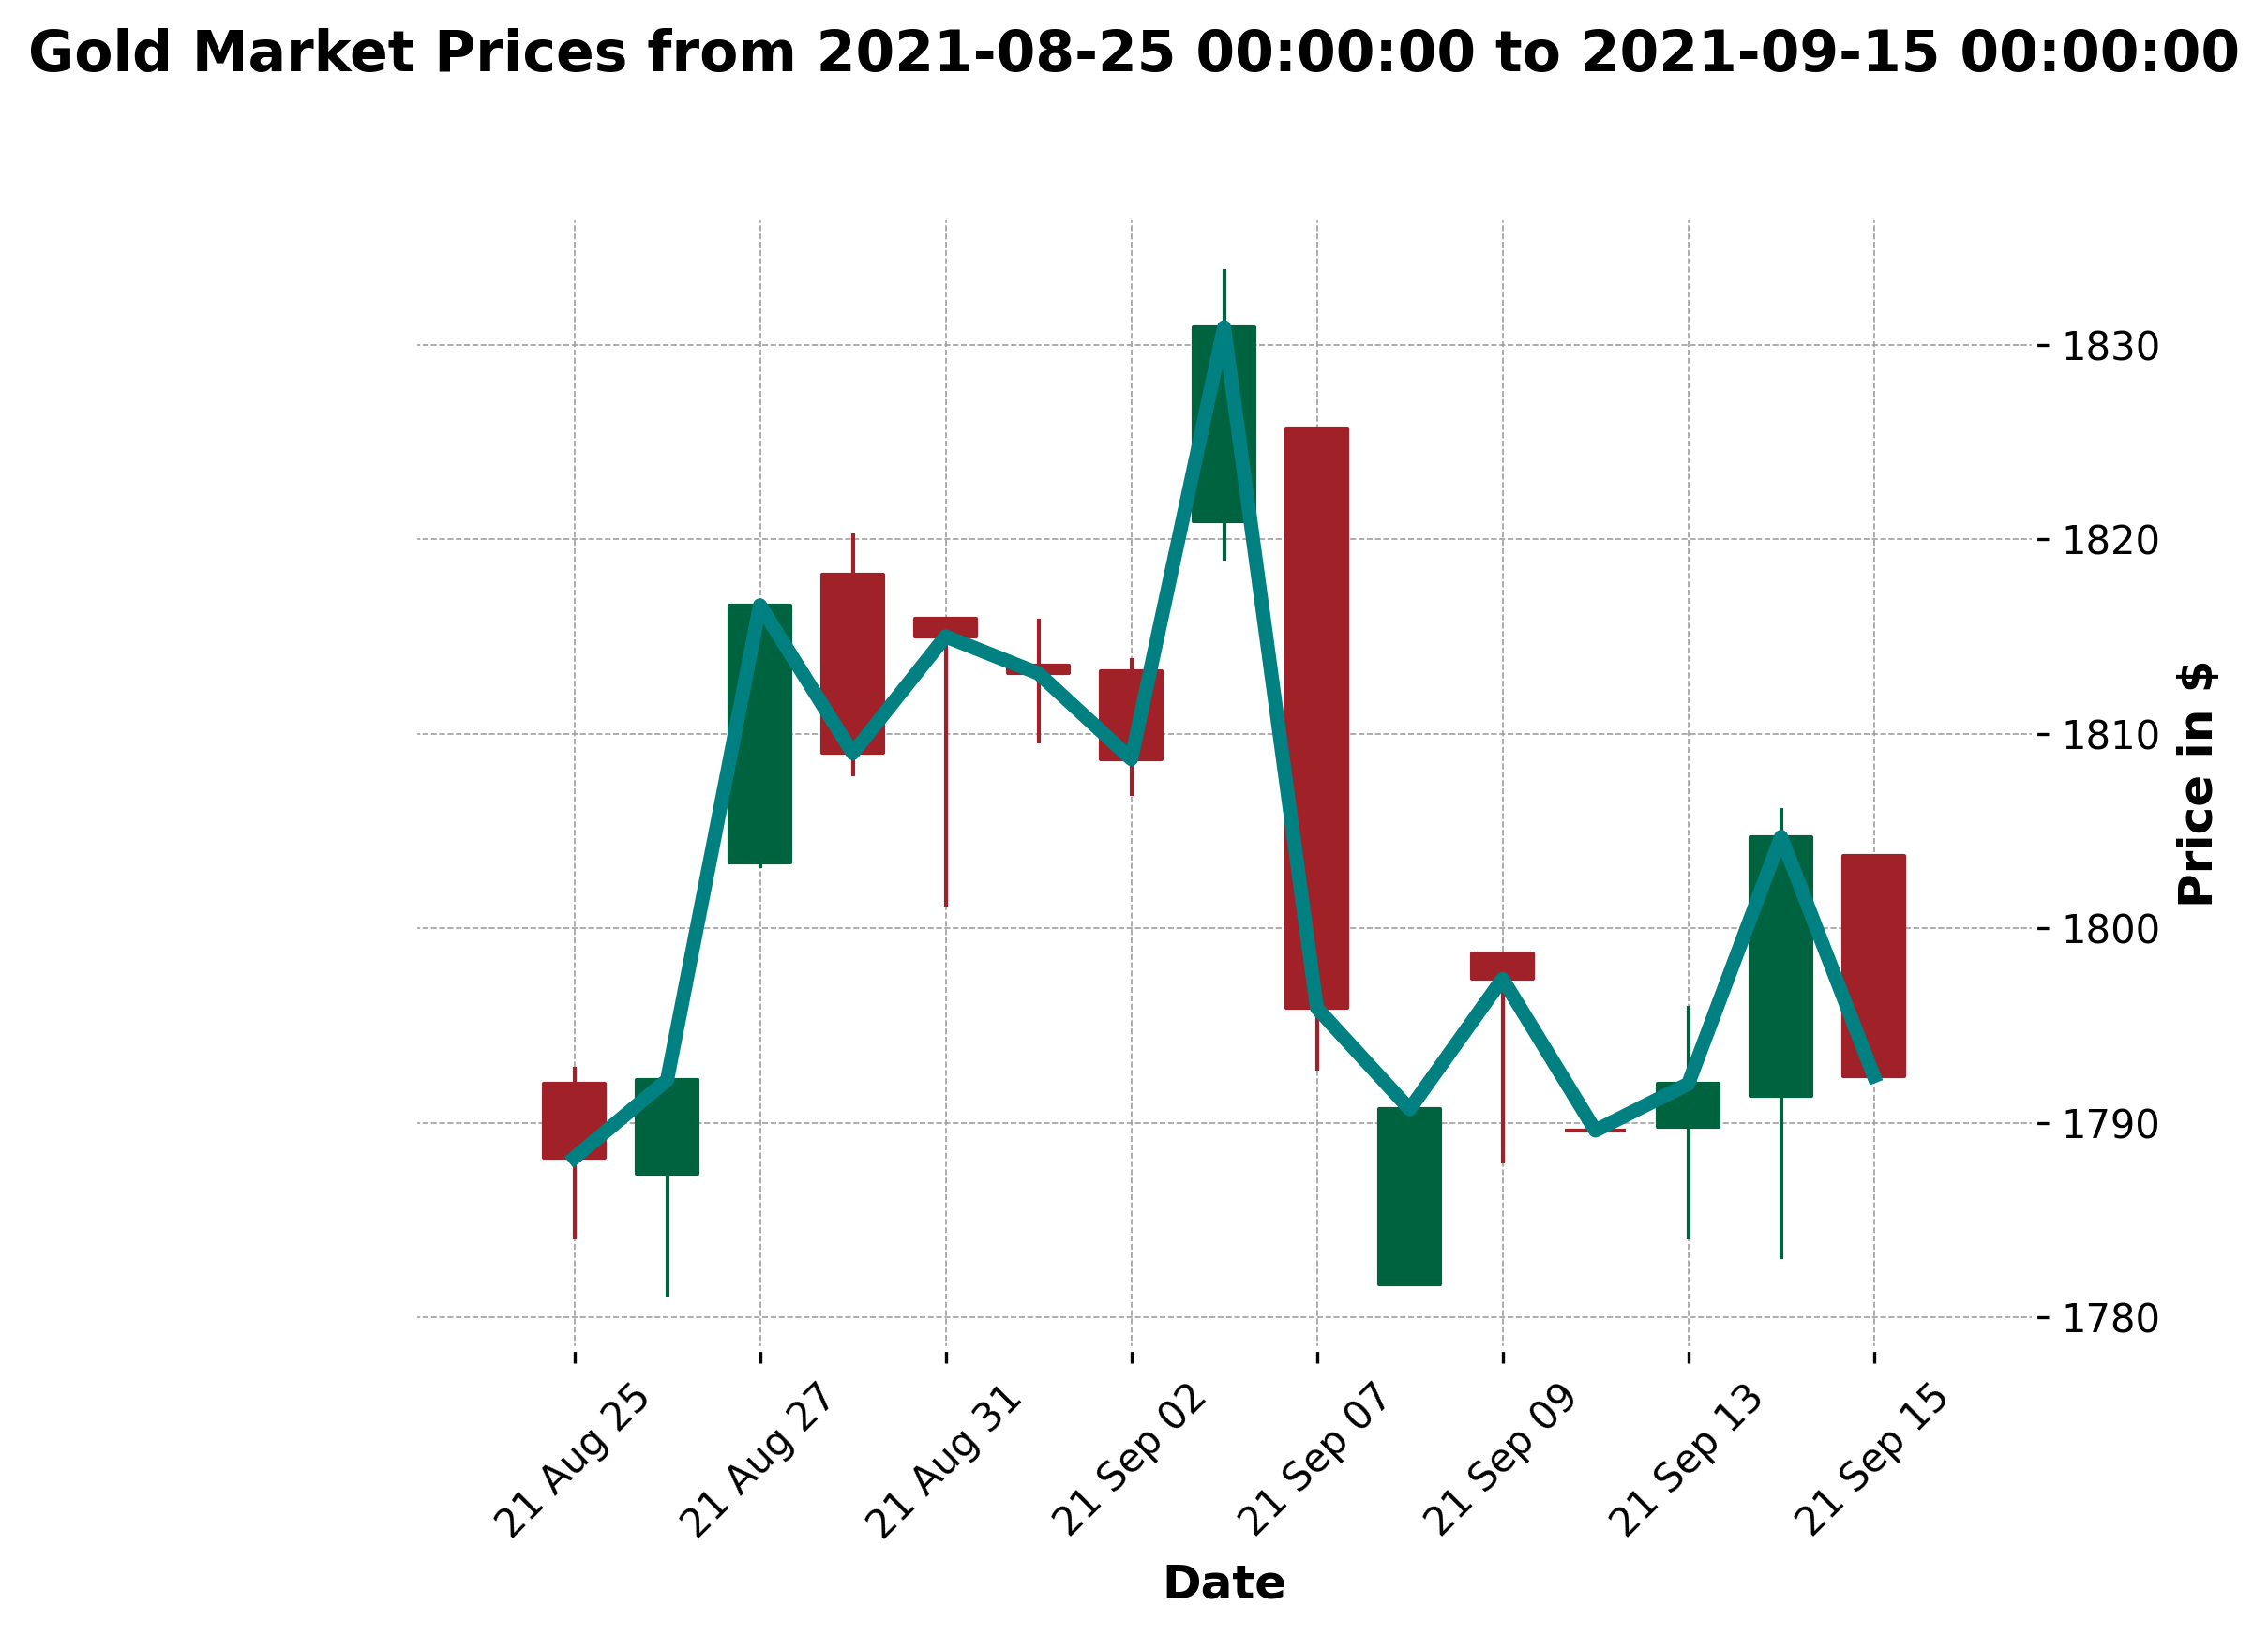 Gold Market Prices from 2021-08-25 00:00:00 to 2021-09-15 00:00:00
1830
1820
1810
1800
1790
1780
Price in $
21 Aug 25
21 Aug 27
21 Aug 31
21 Sep 02
21 Sep 07
21 Sep 09
21 Sep 13
21 Sep 15
Date